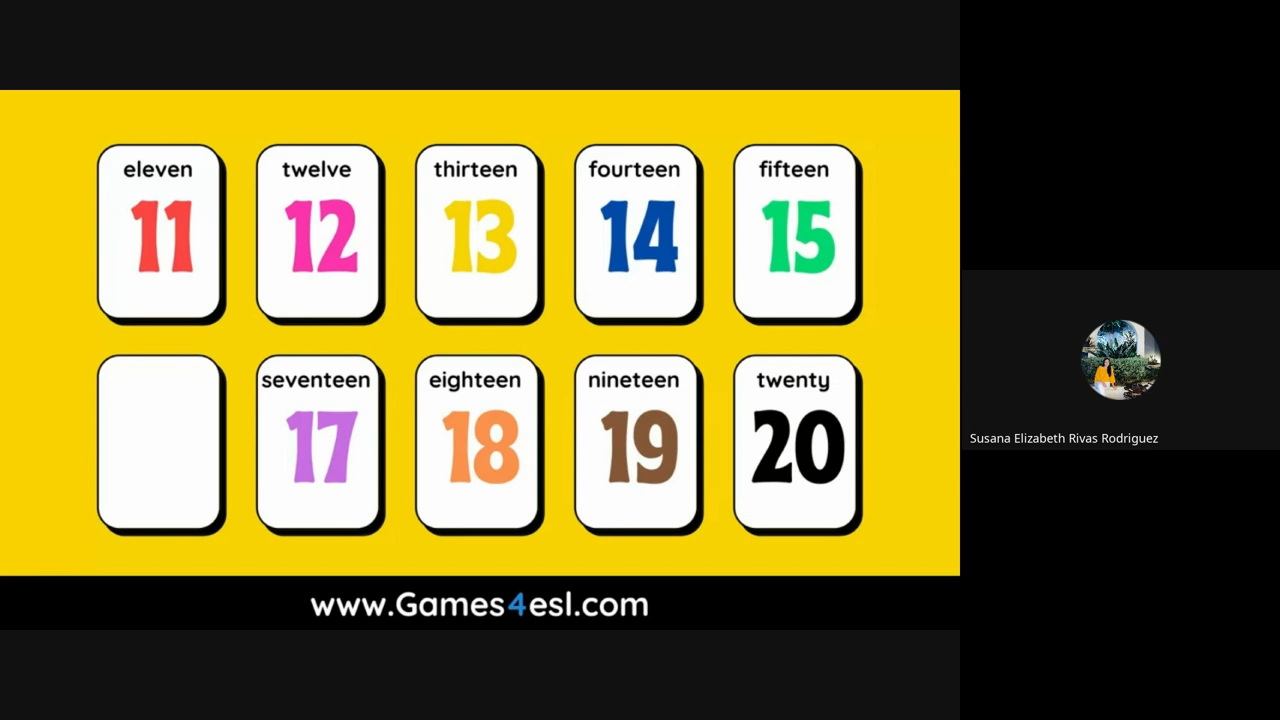 eleven twelve thirteen fourteen fifteen
11 12 13 14 15
seventeen eighteen nineteen twenty
17 18 19 20
www.Games4esl.com
Susana Elizabeth Rivas Rodriguez